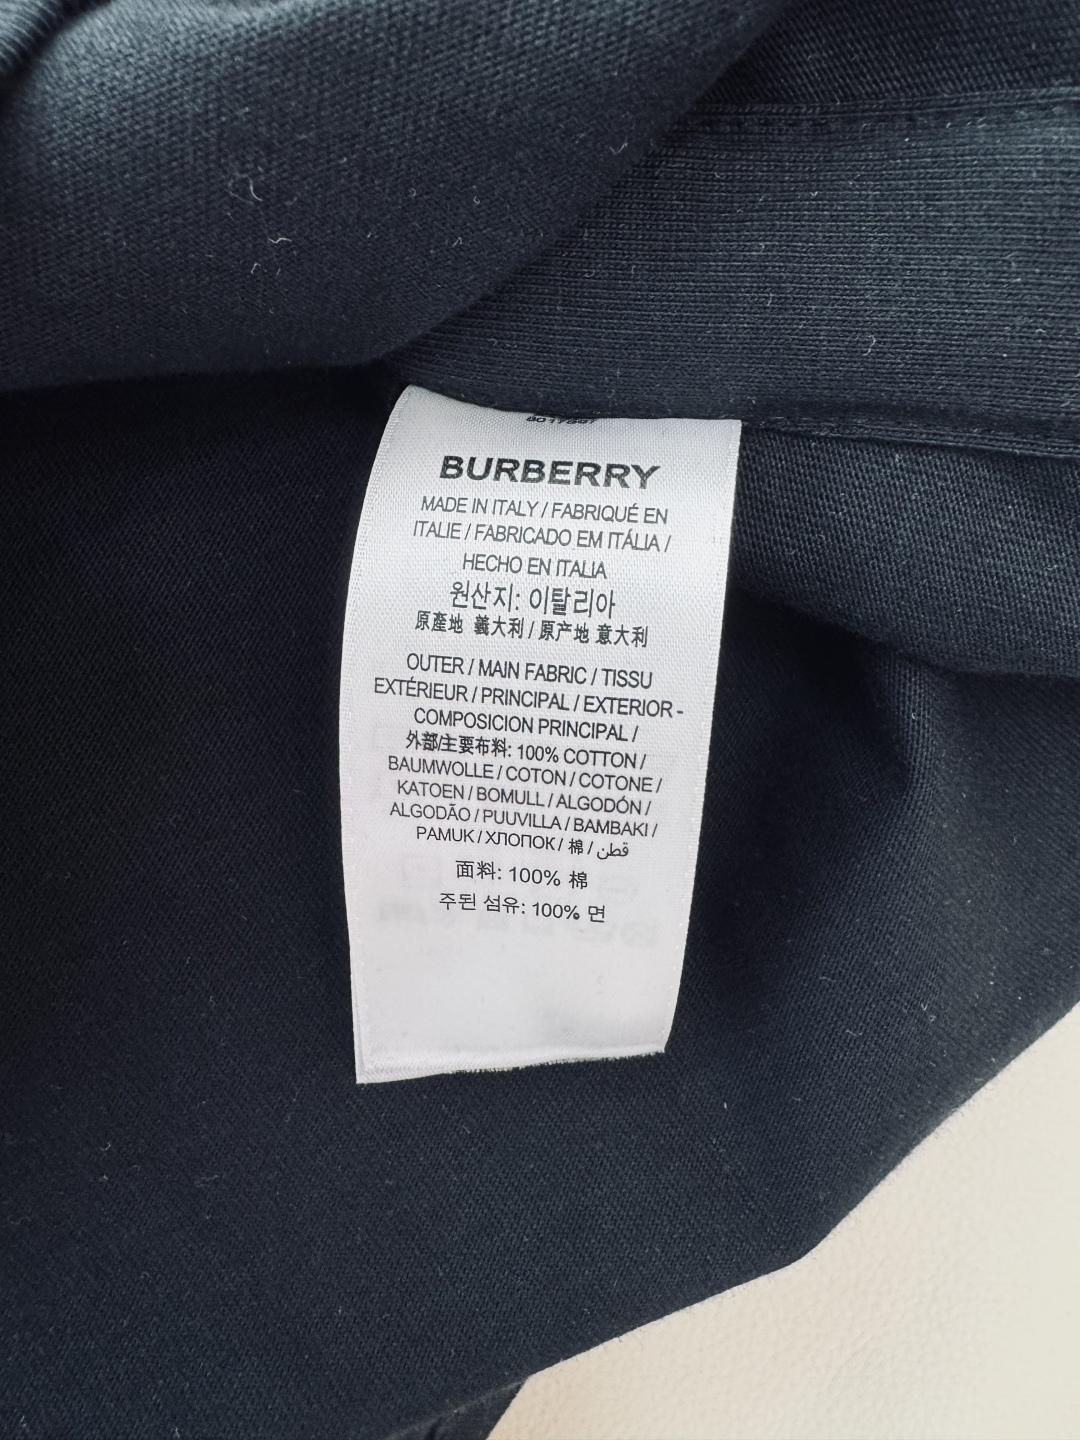 BURBERRY
MADE IN ITALY / FABRIQUÉ EN
ITALIE / FABRICADO EM ITÁLIA /
HECHO EN ITALIA
원산지: 이탈리아
原產地 義大利 / 原产地 意大利
OUTER / MAIN FABRIC / TISSU
EXTÉRIEUR / PRINCIPAL / EXTERIOR -
COMPOSICION PRINCIPAL /
外部/主要布料: 100% COTTON /
BAUMWOLLE / COTON / COTONE /
KATOEN / BOMULL / ALGODÓN /
ALGODÃO / PUUVILLA / BAMBAKI /
PAMUK / ХЛОПОК / 棉 / قطن
面料: 100% 棉
주된 섬유: 100% 면